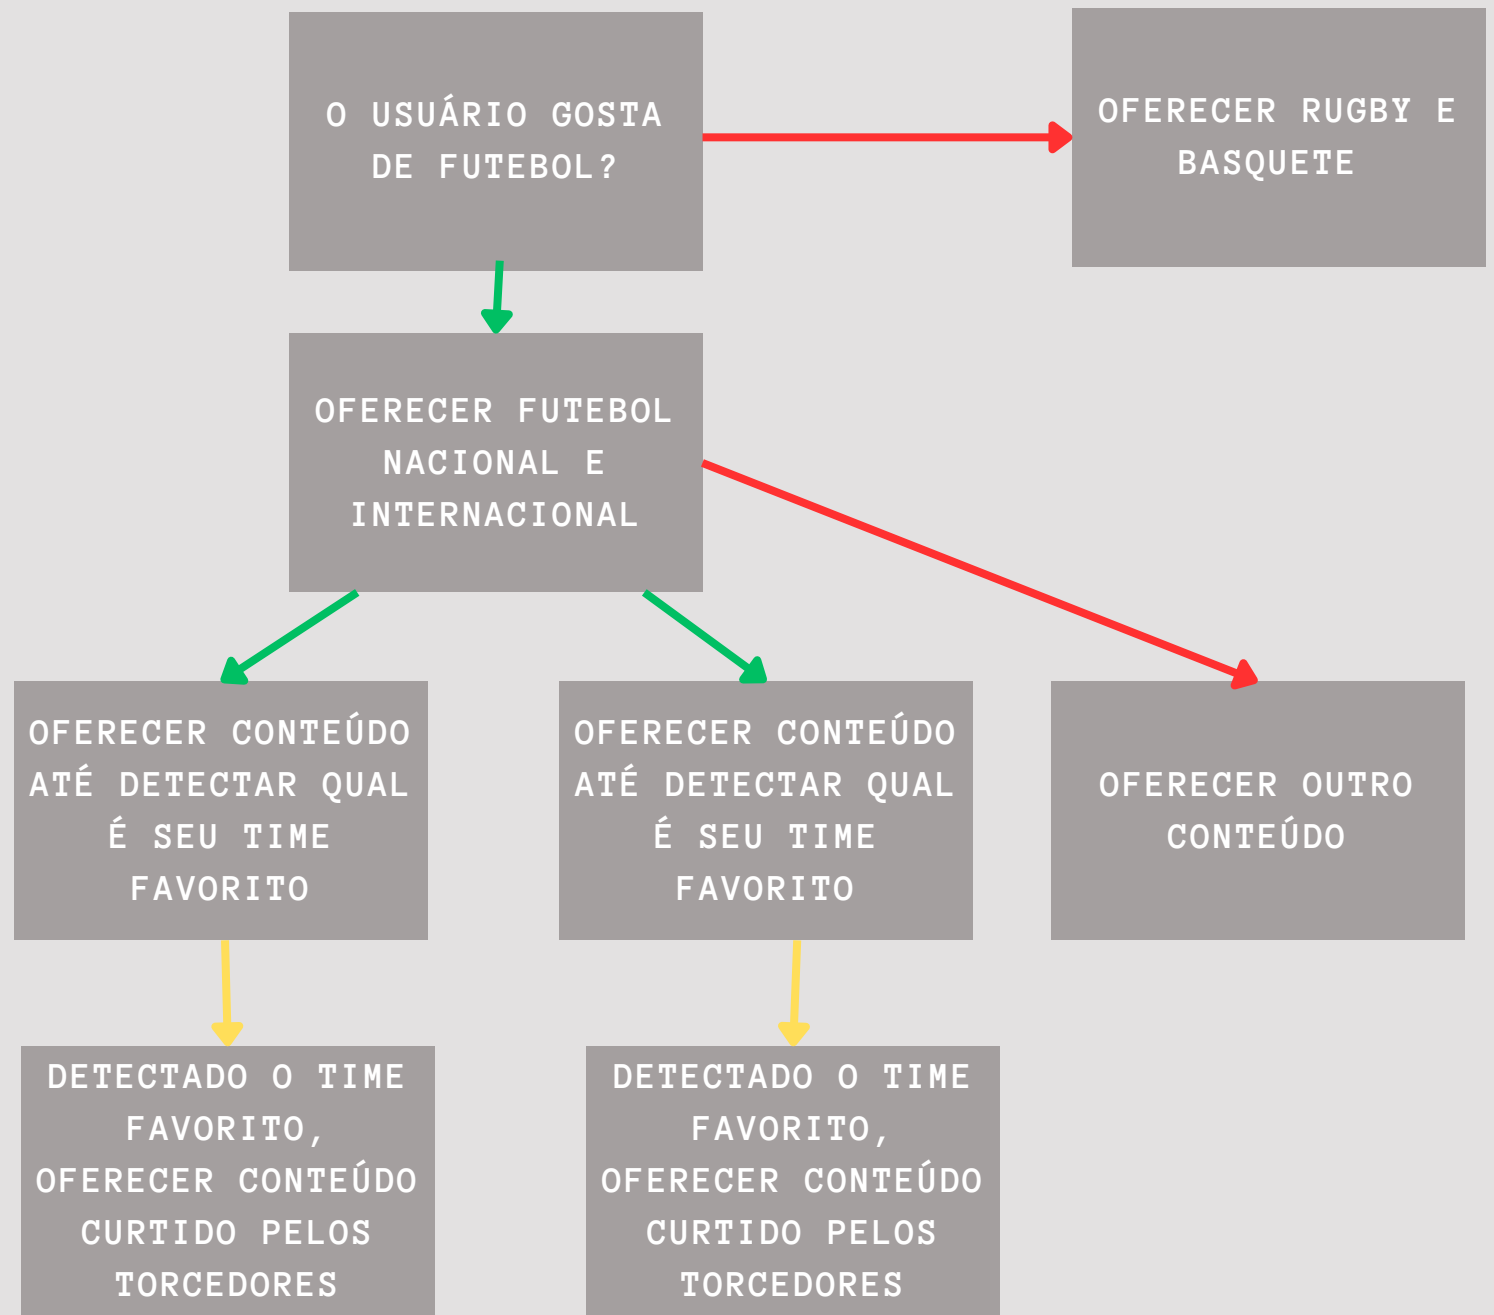 O USUÁRIO GOSTA
DE FUTEBOL?
OFERECER RUGBY E
BASQUETE
OFERECER FUTEBOL
NACIONAL E
INTERNACIONAL
OFERECER CONTEÚDO
ATÉ DETECTAR QUAL
É SEU TIME
FAVORITO
OFERECER CONTEÚDO
ATÉ DETECTAR QUAL
É SEU TIME
FAVORITO
OFERECER OUTRO
CONTEÚDO
DETECTADO O TIME
FAVORITO,
OFERECER CONTEÚDO
CURTIDO PELOS
TORCEDORES
DETECTADO O TIME
FAVORITO,
OFERECER CONTEÚDO
CURTIDO PELOS
TORCEDORES